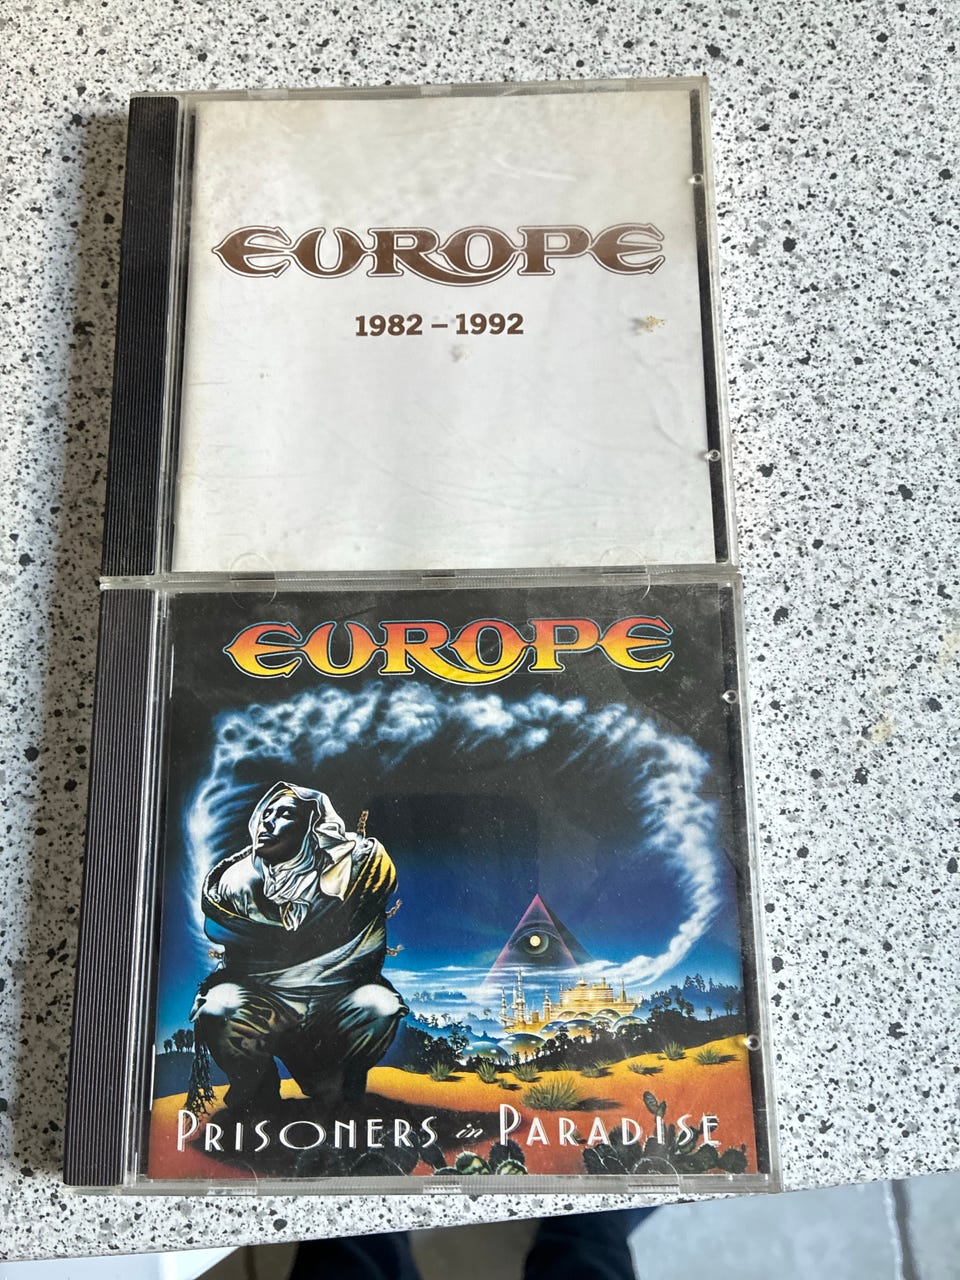 EUROPE
1982 – 1992
EUROPE
PRISONERS in PARADISE